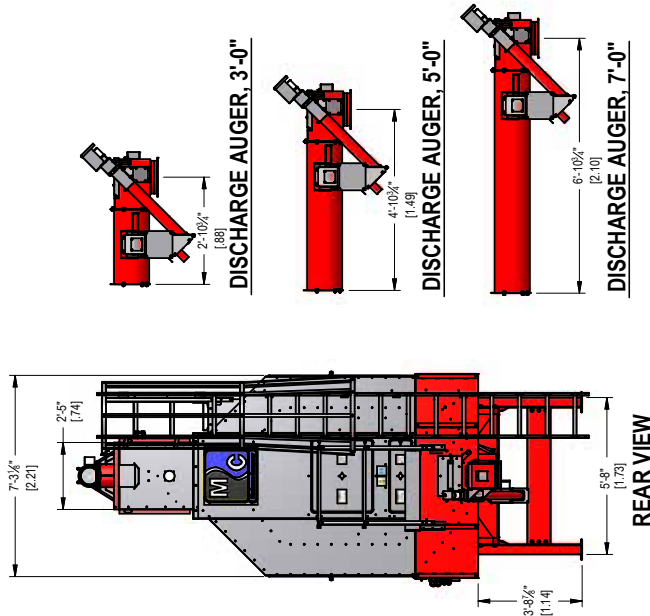 2'-10¾"
[.88]
DISCHARGE AUGER, 3'-0"
4'-10¾"
[1.49]
DISCHARGE AUGER, 5'-0"
6'-10¾"
[2.10]
DISCHARGE AUGER, 7'-0"
7'-3⅛"
[2.21]
2'-5"
[.74]
M C
5'-8"
[1.73]
3'-8⅞"
[1.14]
REAR VIEW